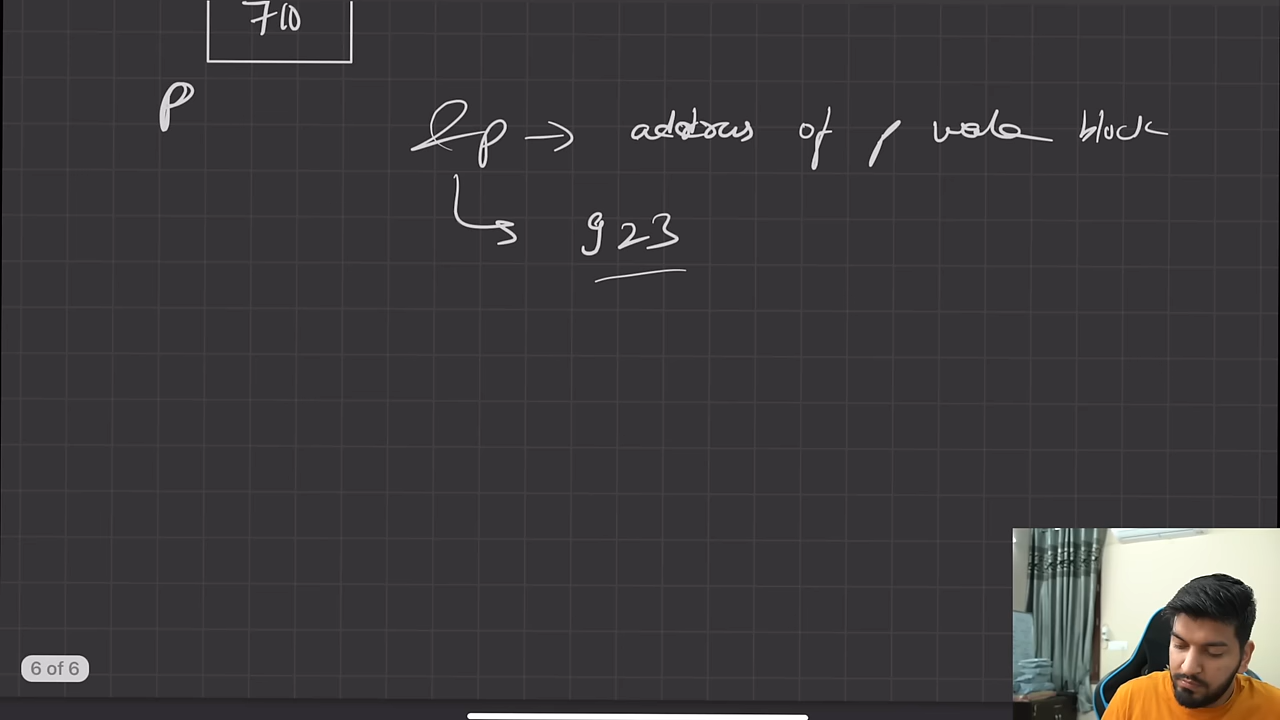 710
p
&p → address of p wala block
↳ 923
6 of 6